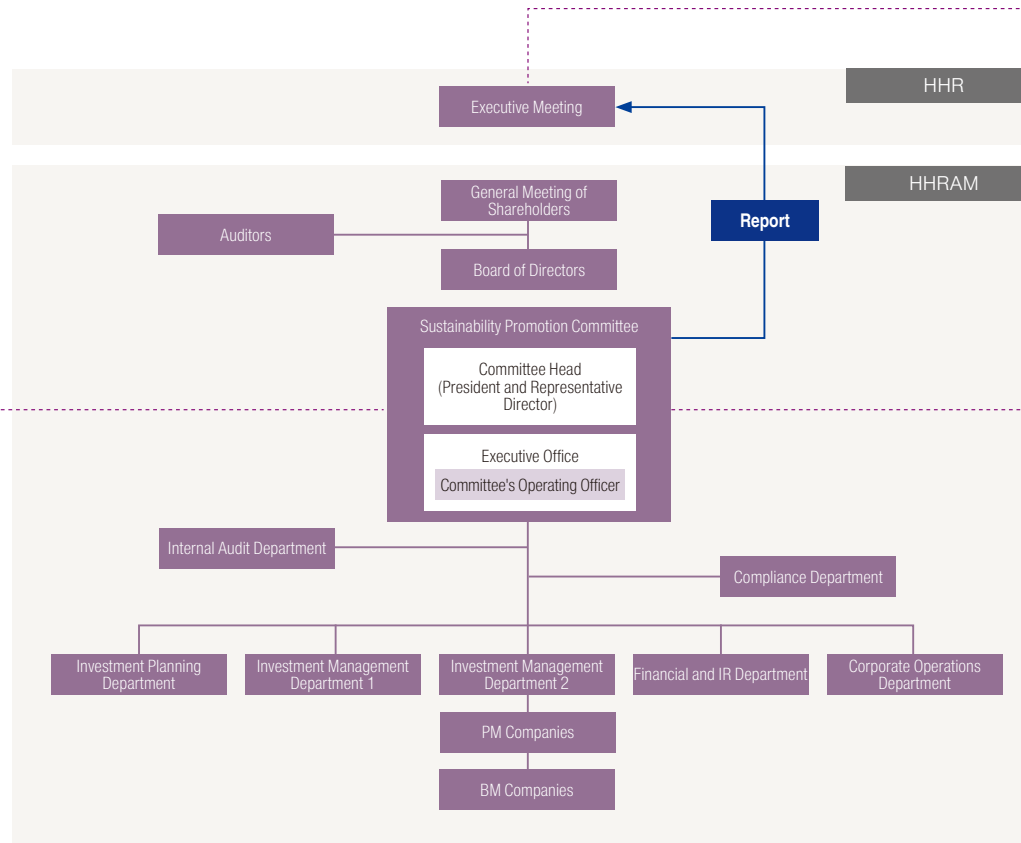 HHR
Executive Meeting
HHRAM
General Meeting of
Shareholders
Report
Auditors
Board of Directors
Sustainability Promotion Committee
Committee Head
(President and Representative
Director)
Executive Office
Committee's Operating Officer
Internal Audit Department
Compliance Department
Investment Planning
Department
Investment Management
Department 1
Investment Management
Department 2
Financial and IR Department
Corporate Operations
Department
PM Companies
BM Companies